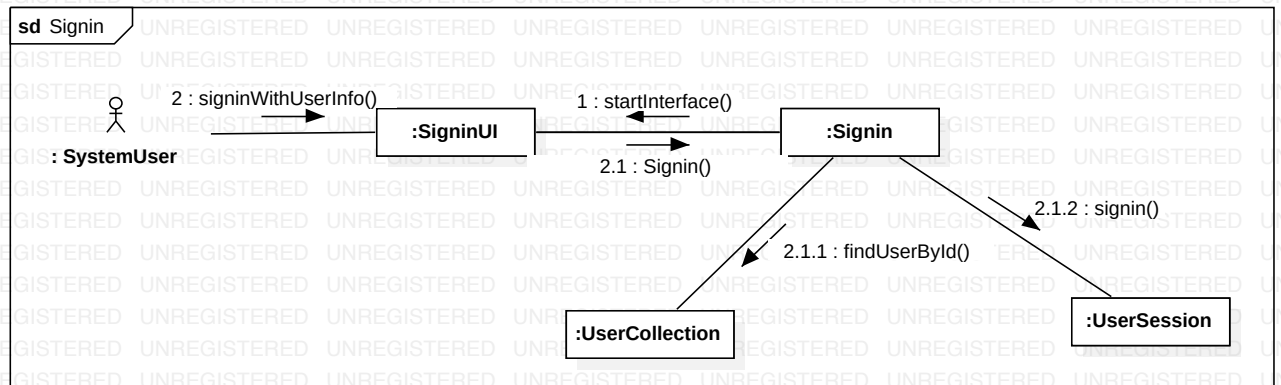 sd Signin
2 : signinWithUserInfo()
1 : startInterface()
: SystemUser
:SigninUI
:Signin
2.1 : Signin()
2.1.2 : signin()
2.1.1 : findUserById()
:UserCollection
:UserSession
UNREGISTERED